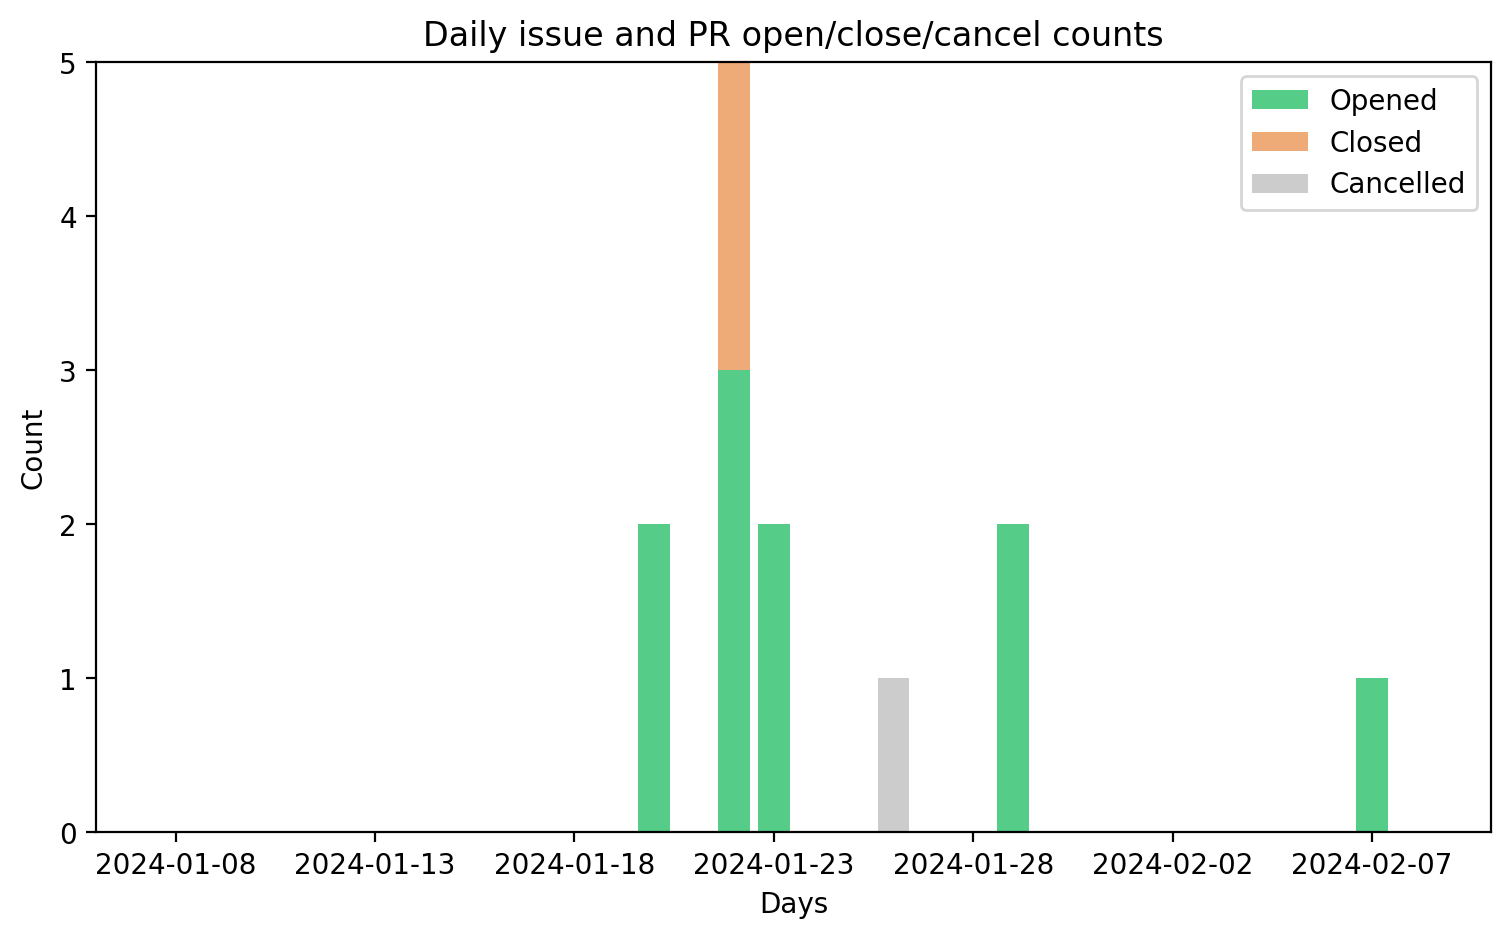 Daily issue and PR open/close/cancel counts
Opened
Closed
Cancelled
5
4
3
2
1
0
Count
2024-01-08 2024-01-13 2024-01-18 2024-01-23 2024-01-28 2024-02-02 2024-02-07
Days